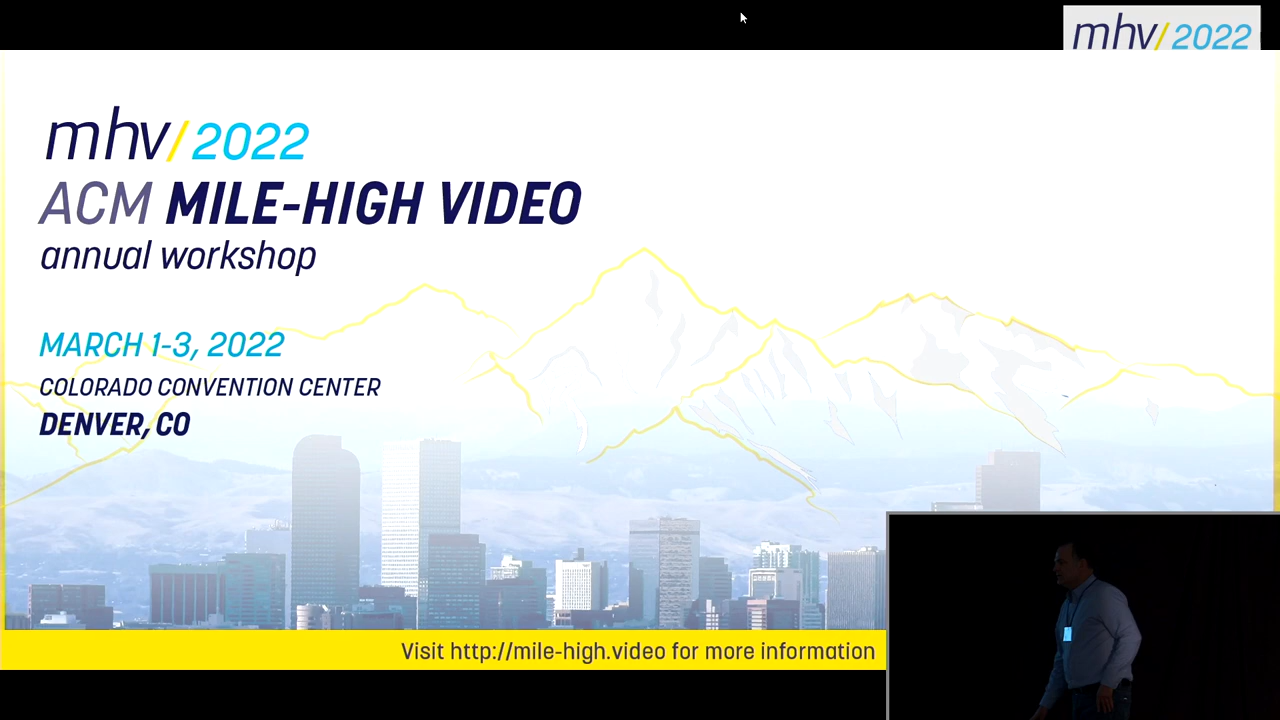 mhv/2022
mhv/2022
ACM MILE-HIGH VIDEO
annual workshop
MARCH 1-3, 2022
COLORADO CONVENTION CENTER
DENVER, CO
Visit http://mile-high.video for more information